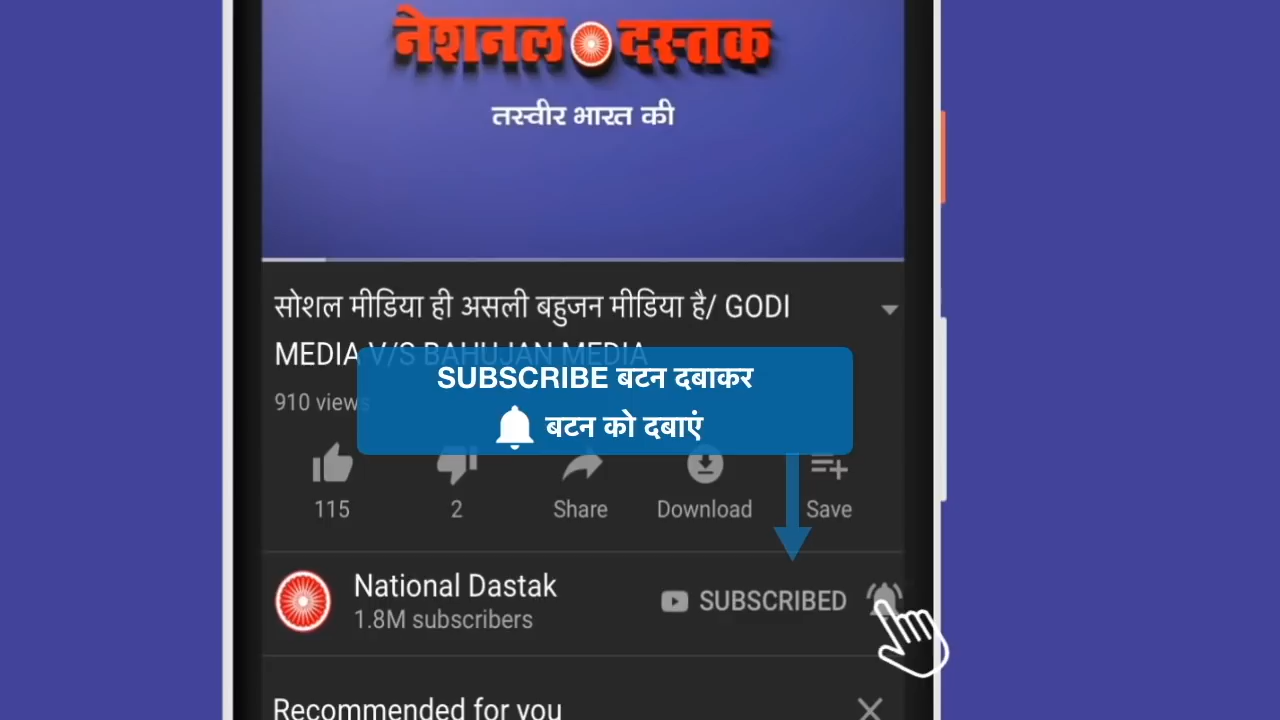 नेशनल दस्तक
तस्वीर भारत की
सोशल मीडिया ही असली बहुजन मीडिया है/ GODI
MEDIA V/S BAHUJAN MEDIA
910 views
SUBSCRIBE बटन दबाकर
बटन को दबाएं
115
2
Share
Download
Save
National Dastak
SUBSCRIBED
1.8M subscribers
Recommended for you